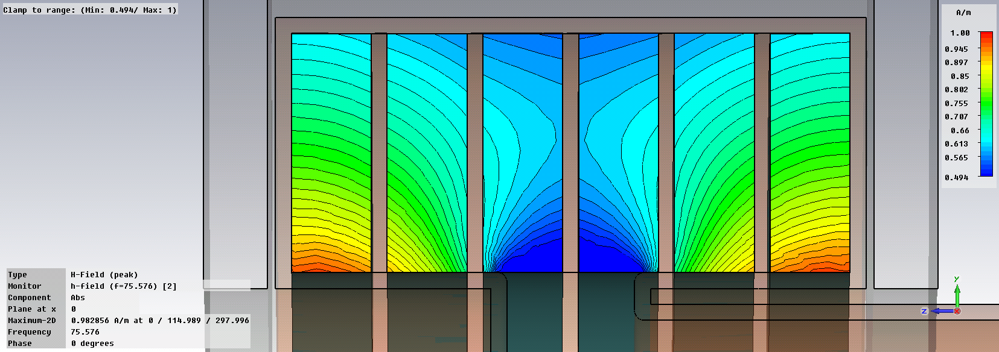 Clamp to range: (Min: 0.494/ Max: 1)
A/m
1.00
0.945
0.897
0.85
0.802
0.755
0.707
0.66
0.613
0.565
0.494
Type H-Field (peak)
Monitor h-field (f=75.576) [2]
Component Abs
Plane at x 0
Maximum-2D 0.982856 A/m at 0 / 114.989 / 297.996
Frequency 75.576
Phase 0 degrees
y
z
x